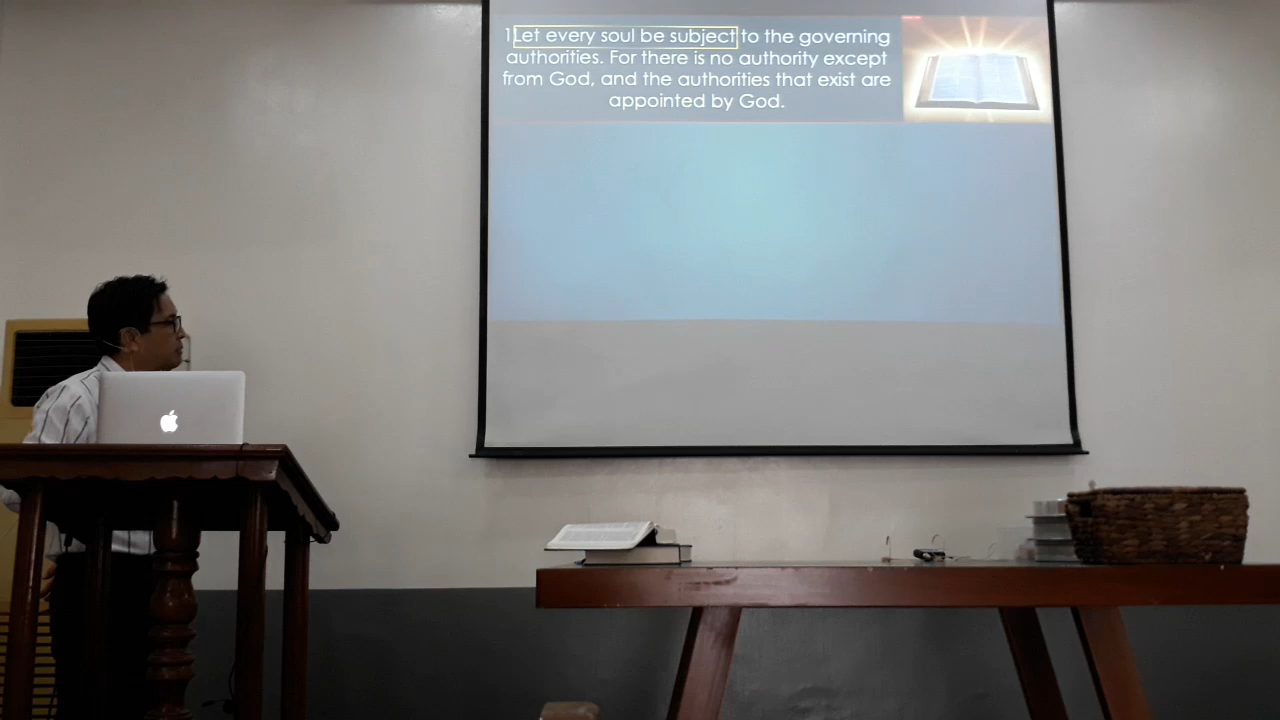 1Let every soul be subject to the governing
authorities. For there is no authority except
from God, and the authorities that exist are
appointed by God.